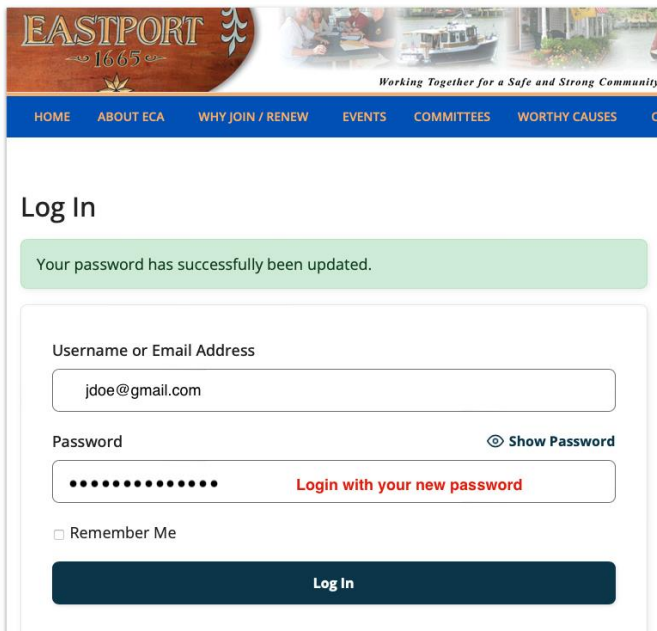 EASTPORT
1665
Working Together for a Safe and Strong Community
HOME ABOUT ECA WHY JOIN / RENEW EVENTS COMMITTEES WORTHY CAUSES
Log In
Your password has successfully been updated.
Username or Email Address
jdoe@gmail.com
Password Show Password
Login with your new password
Remember Me
Log In